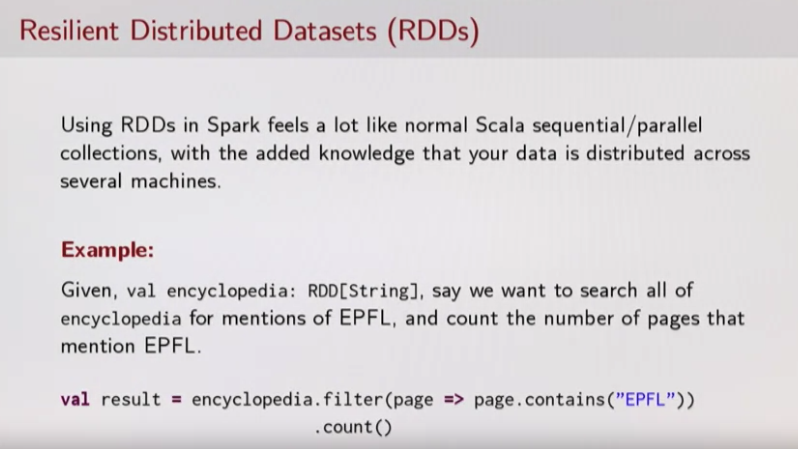 Resilient Distributed Datasets (RDDs)
Using RDDs in Spark feels a lot like normal Scala sequential/parallel
collections, with the added knowledge that your data is distributed across
several machines.
Example:
Given, val encyclopedia: RDD[String], say we want to search all of
encyclopedia for mentions of EPFL, and count the number of pages that
mention EPFL.
val result = encyclopedia.filter(page => page.contains("EPFL"))
.count()